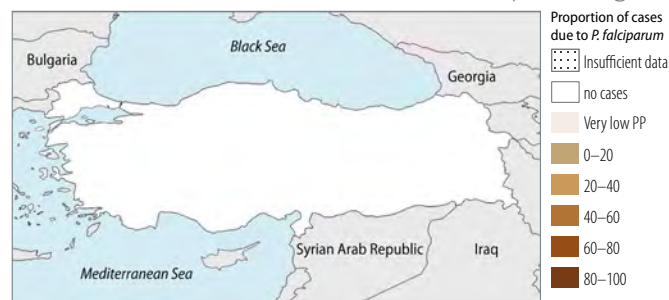 Proportion of cases
due to P. falciparum
Insufficient data
no cases
Very low PP
0–20
20–40
40–60
60–80
80–100
Bulgaria
Black Sea
Georgia
Syrian Arab Republic
Iraq
Mediterranean Sea